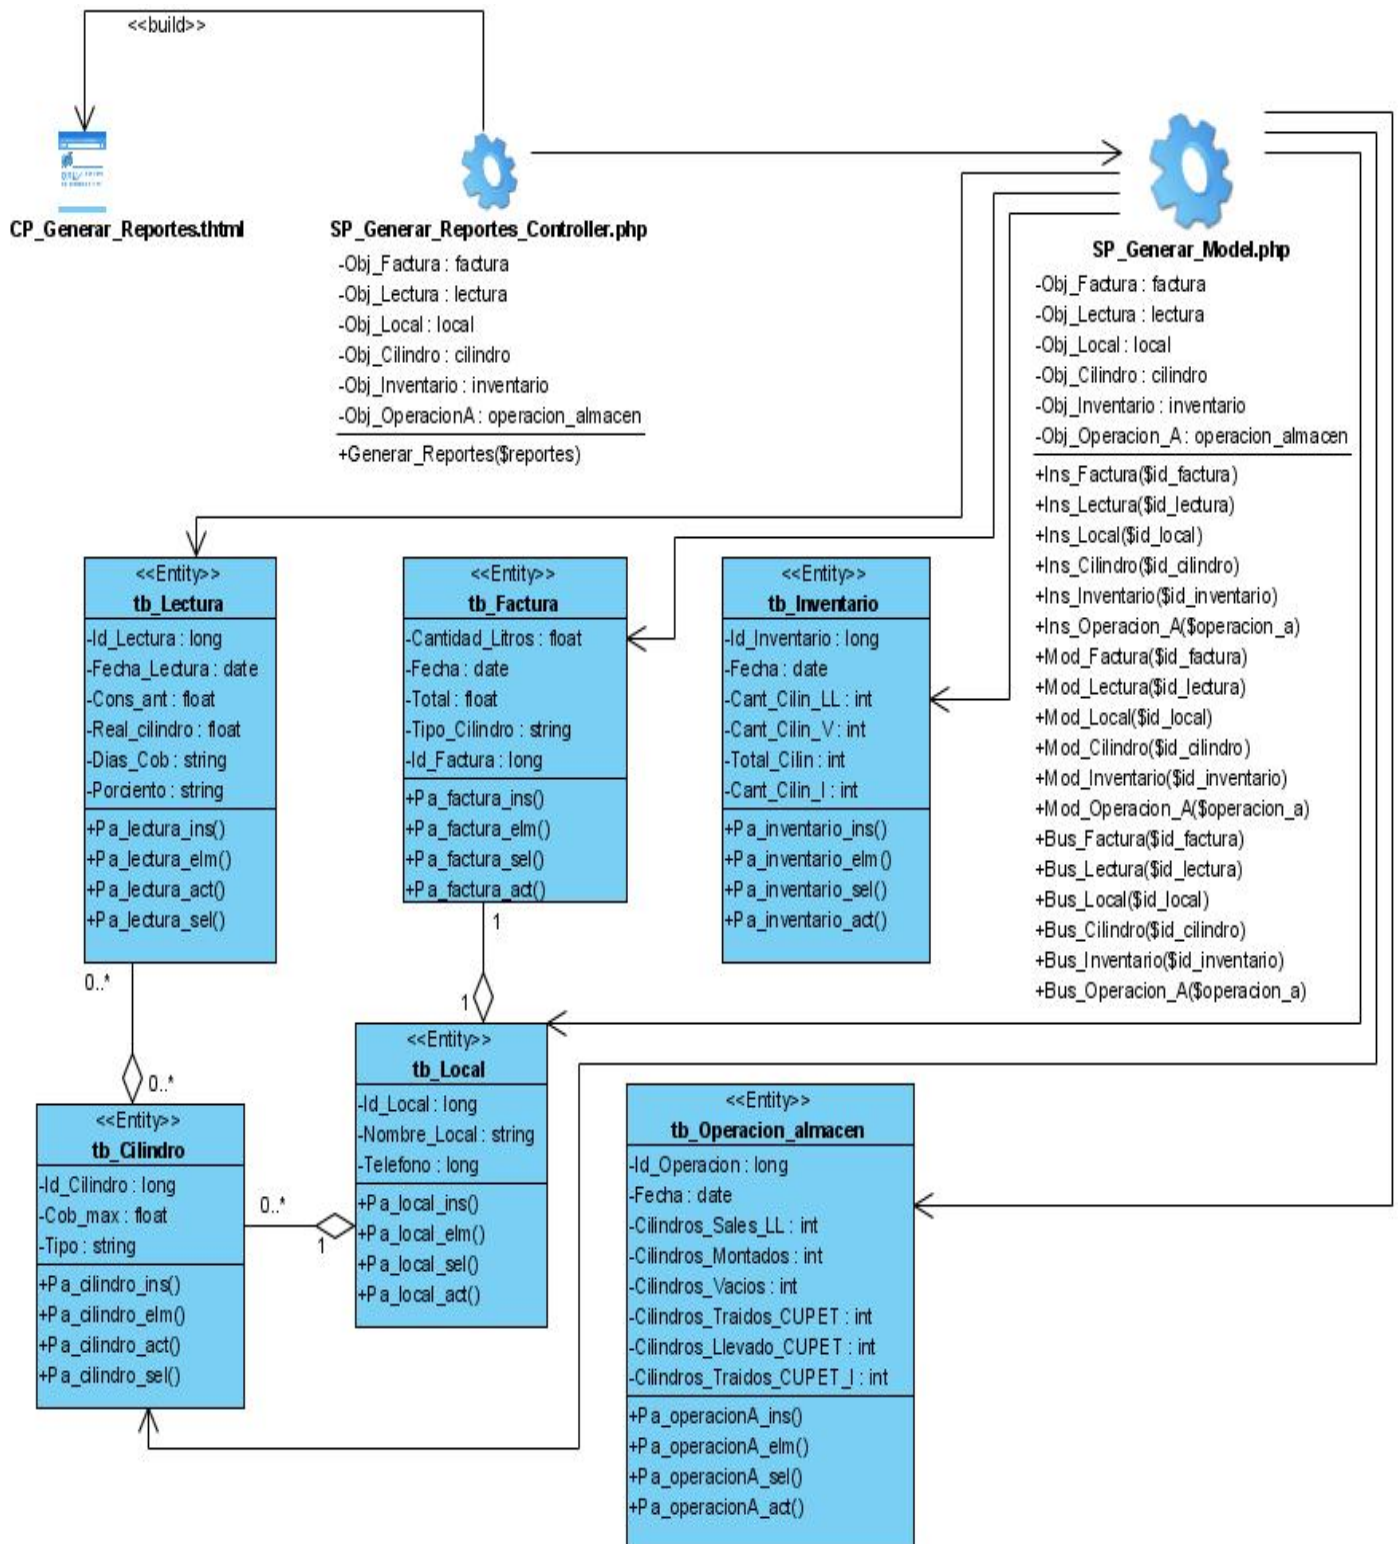 <<build>>
CP_Generar_Reportes.thtml
SP_Generar_Reportes_Controller.php
-Obj_Factura : factura
-Obj_Lectura : lectura
-Obj_Local : local
-Obj_Cilindro : cilindro
-Obj_Inventario : inventario
-Obj_OperacionA : operacion_almacen
+Generar_Reportes($reportes)
SP_Generar_Model.php
-Obj_Factura : factura
-Obj_Lectura : lectura
-Obj_Local : local
-Obj_Cilindro : cilindro
-Obj_Inventario : inventario
-Obj_Operacion_A : operacion_almacen
+Ins_Factura($id_factura)
+Ins_Lectura($id_lectura)
+Ins_Local($id_local)
+Ins_Cilindro($id_cilindro)
+Ins_Inventario($id_inventario)
+Ins_Operacion_A($operacion_a)
+Mod_Factura($id_factura)
+Mod_Lectura($id_lectura)
+Mod_Local($id_local)
+Mod_Cilindro($id_cilindro)
+Mod_Inventario($id_inventario)
+Mod_Operacion_A($operacion_a)
+Bus_Factura($id_factura)
+Bus_Lectura($id_lectura)
+Bus_Local($id_local)
+Bus_Cilindro($id_cilindro)
+Bus_Inventario($id_inventario)
+Bus_Operacion_A($operacion_a)
<<Entity>>
tb_Lectura
-Id_Lectura : long
-Fecha_Lectura : date
-Cons_ant : float
-Real_cilindro : float
-Dias_Cob : string
-Porciento : string
+Pa_lectura_ins()
+Pa_lectura_elm()
+Pa_lectura_act()
+Pa_lectura_sel()
<<Entity>>
tb_Factura
-Cantidad_Litros : float
-Fecha : date
-Total : float
-Tipo_Cilindro : string
-Id_Factura : long
+Pa_factura_ins()
+Pa_factura_elm()
+Pa_factura_sel()
+Pa_factura_act()
<<Entity>>
tb_Inventario
-Id_Inventario : long
-Fecha : date
-Cant_Cilin_LL : int
-Cant_Cilin_V : int
-Total_Cilin : int
-Cant_Cilin_I : int
+Pa_inventario_ins()
+Pa_inventario_elm()
+Pa_inventario_sel()
+Pa_inventario_act()
0..*
0..*
1
1
<<Entity>>
tb_Cilindro
-Id_Cilindro : long
-Cob_max : float
-Tipo : string
+Pa_cilindro_ins()
+Pa_cilindro_elm()
+Pa_cilindro_act()
+Pa_cilindro_sel()
0..*
1
<<Entity>>
tb_Local
-Id_Local : long
-Nombre_Local : string
-Telefono : long
+Pa_local_ins()
+Pa_local_elm()
+Pa_local_sel()
+Pa_local_act()
<<Entity>>
tb_Operacion_almacen
-Id_Operacion : long
-Fecha : date
-Cilindros_Sales_LL : int
-Cilindros_Montados : int
-Cilindros_Vacios : int
-Cilindros_Traidos_CUPET : int
-Cilindros_Llevado_CUPET : int
-Cilindros_Traidos_CUPET_I : int
+Pa_operacionA_ins()
+Pa_operacionA_elm()
+Pa_operacionA_sel()
+Pa_operacionA_act()